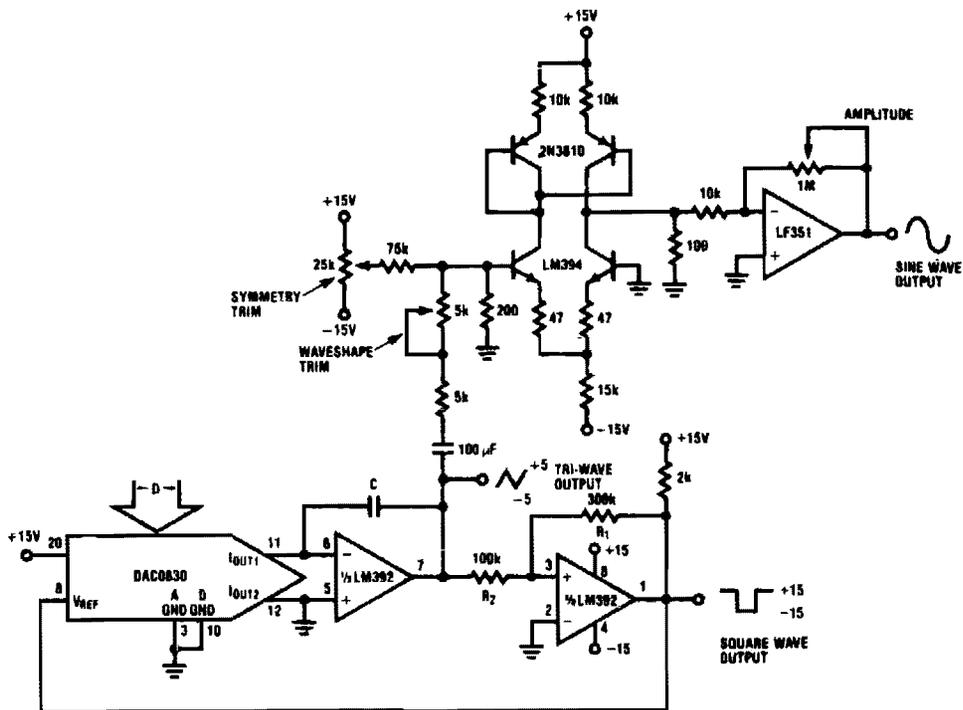 +15V
10k
10k
2N3810
AMPLITUDE
1M
10k
LF351
−
+
SINE WAVE
OUTPUT
100
+15V
25k
75k
SYMMETRY
TRIM
−15V
LM394
5k
200
47
47
WAVESHAPE
TRIM
5k
15k
−15V
100 μF
+5 TRI-WAVE
−5 OUTPUT
+15V
2k
300k
R1
D
C
+15V
20
DAC0830
11
IOUT1
6
−
½ LM392
7
100k
R2
3
+
+15
8
½ LM392
1
+15
−15
8
VREF
A
GND
D
GND
IOUT2
12
5
+
2
−
4
−15
3
10
SQUARE WAVE
OUTPUT